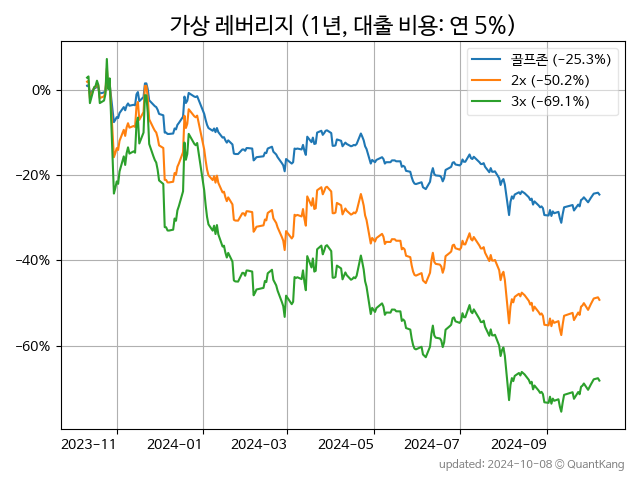 가상 레버리지 (1년, 대출 비용: 연 5%)
골프존 (-25.3%)
2x (-50.2%)
3x (-69.1%)
0%
−20%
−40%
−60%
2023-11 2024-01 2024-03 2024-05 2024-07 2024-09
updated: 2024-10-08 © QuantKang